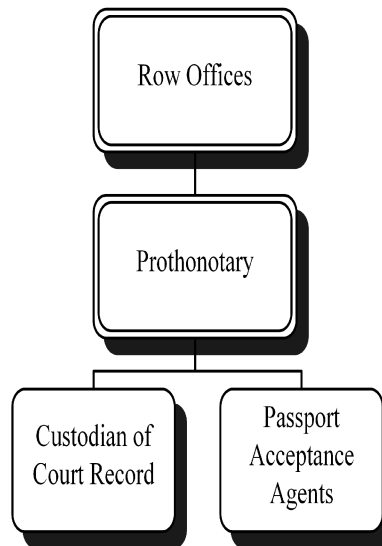 Row Offices
Prothonotary
Custodian of
Court Record
Passport
Acceptance
Agents